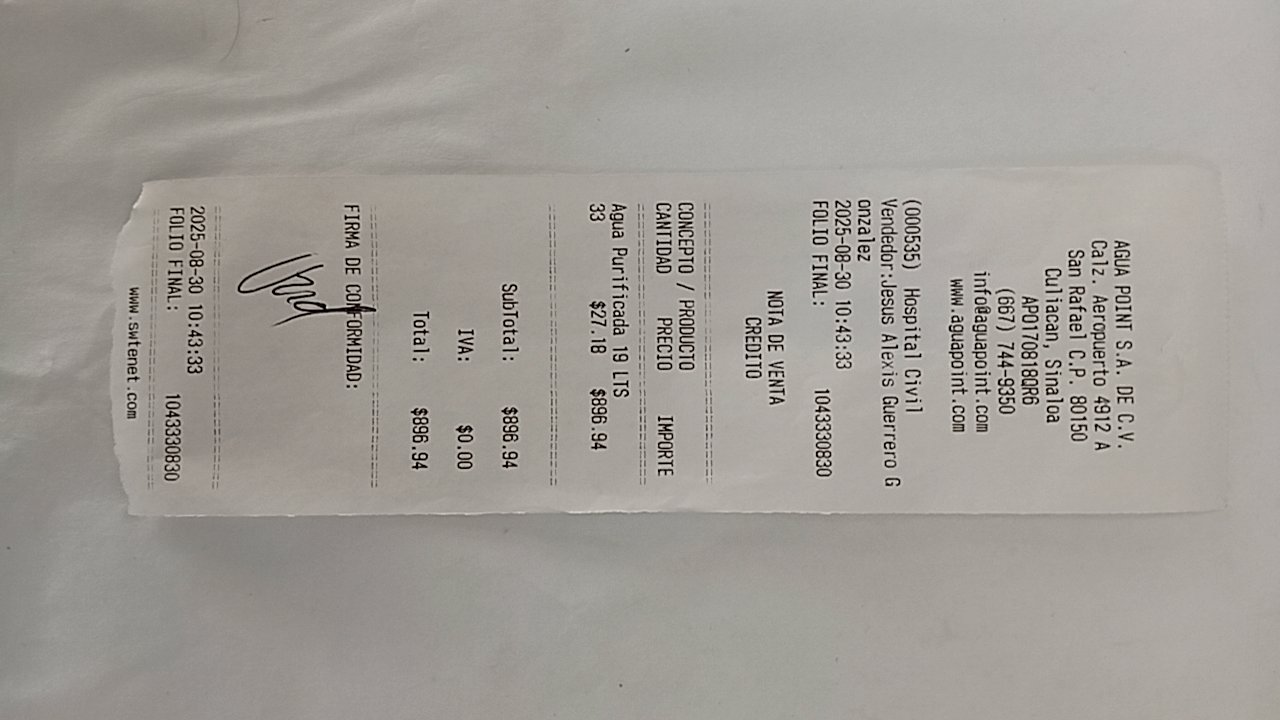 AGUA POINT S.A. DE C.V.
Calz. Aeropuerto 4912 A
San Rafael C.P. 80150
Culiacan, Sinaloa
APO170818QR6
(667) 744-9350
info@aguapoint.com
www.aguapoint.com
(000535) Hospital Civil
Vendedor:Jesus Alexis Guerrero G
onzalez
2025-08-30 10:43:33
FOLIO FINAL: 1043330830
NOTA DE VENTA
CREDITO
CONCEPTO / PRODUCTO
CANTIDAD PRECIO IMPORTE
Agua Purificada 19 LTS
33 $27.18 $896.94
SubTotal: $896.94
IVA: $0.00
Total: $896.94
FIRMA DE CONFORMIDAD:
2025-08-30 10:43:33
FOLIO FINAL: 1043330830
www.swtenet.com